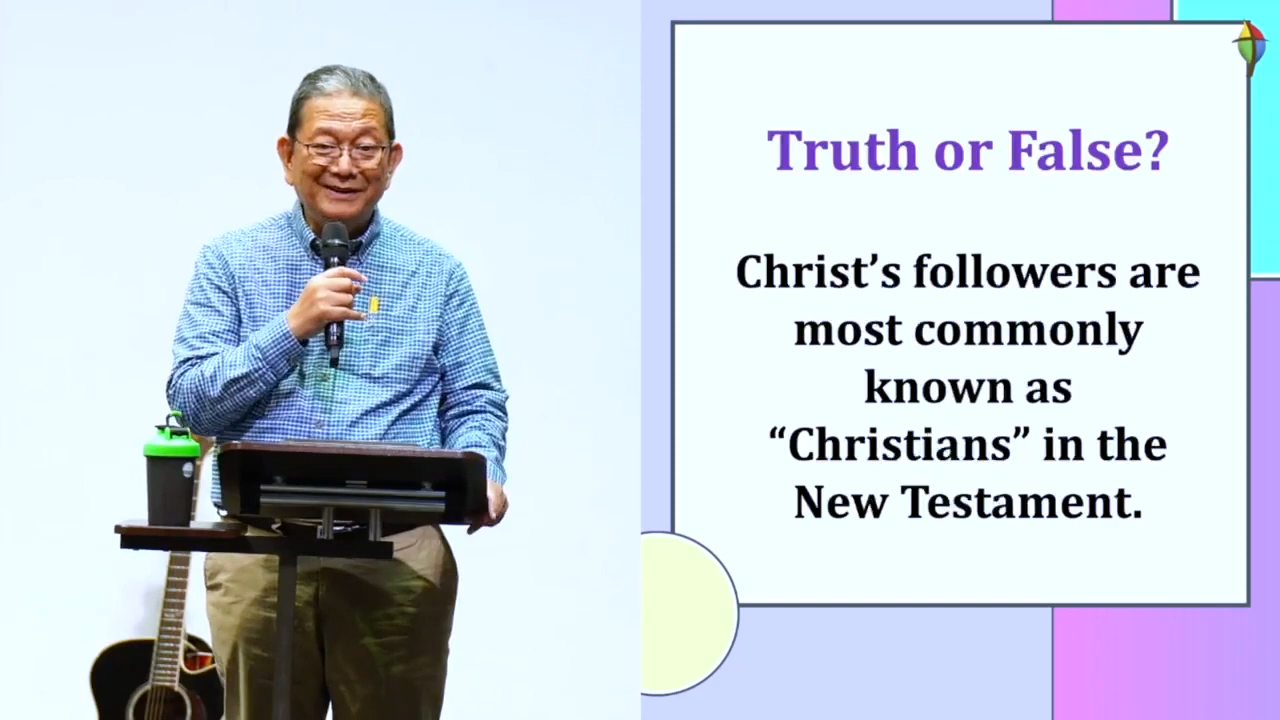 Truth or False?
Christ’s followers are
most commonly
known as
“Christians” in the
New Testament.